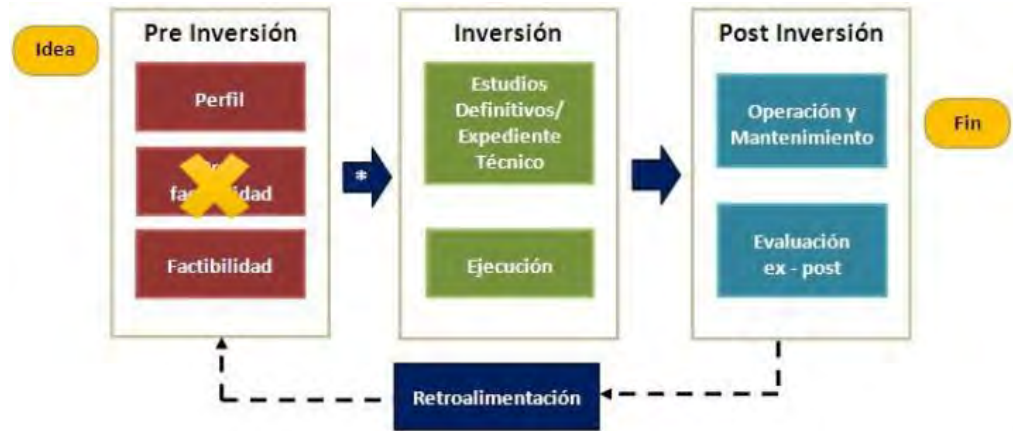 Idea
Pre Inversión
Perfil
factibilidad
Factibilidad
*
Inversión
Estudios
Definitivos/
Expediente
Técnico
Ejecución
Post Inversión
Operación y
Mantenimiento
Evaluación
ex - post
Fin
Retroalimentación